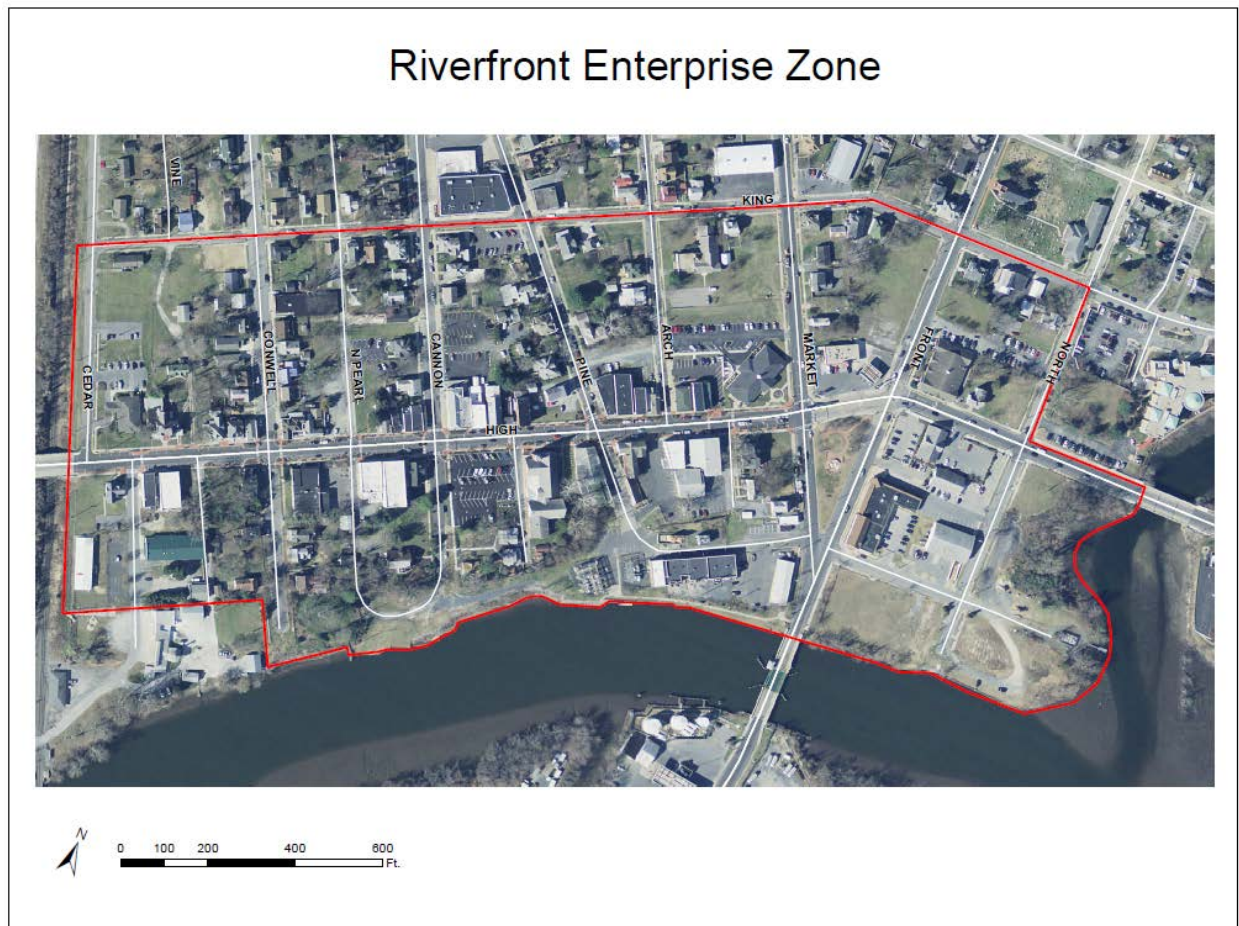 Riverfront Enterprise Zone
VINE
KING
CEDAR
CONWELL
N PEARL
CANNON
PINE
ARCH
MARKET
FRONT
NORTH
HIGH
N
0 100 200 400 600
Ft.